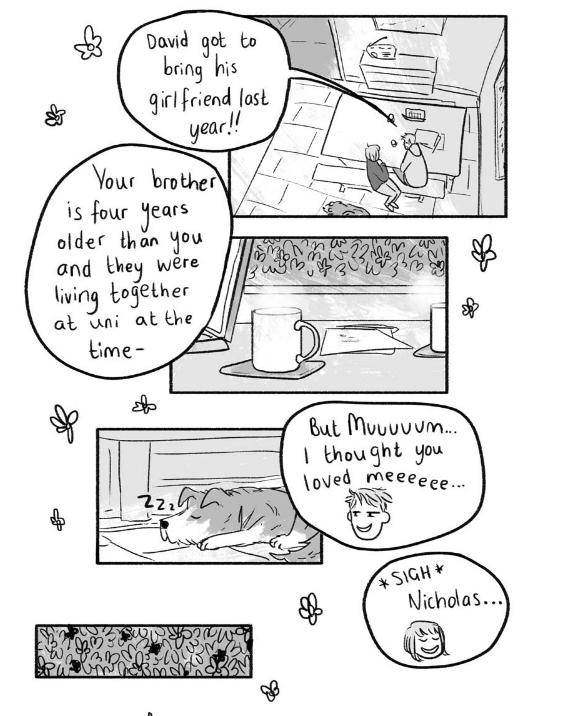 David got to
bring his
girlfriend last
year!!
Your brother
is four years
older than you
and they were
living together
at uni at the
time-
But Muuuuum...
I thought you
loved meeeeee...
zzz
*SIGH*
Nicholas...